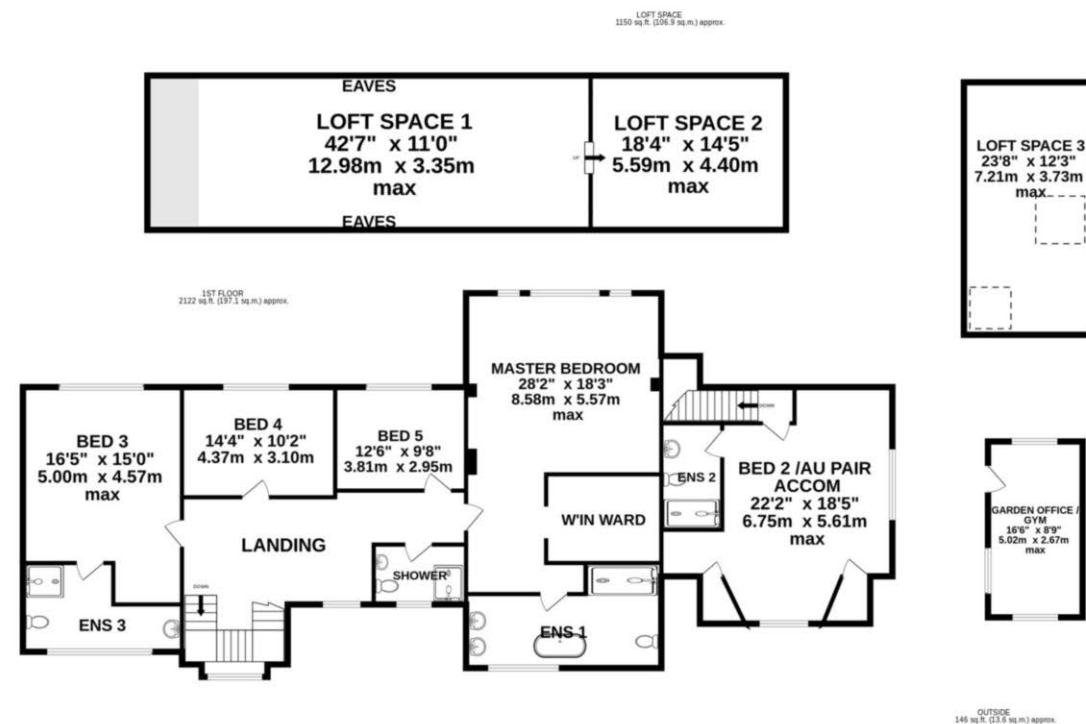 LOFT SPACE
1150 sq.ft. (106.9 sq.m.) approx.
EAVES
LOFT SPACE 1
42'7" x 11'0"
12.98m x 3.35m
max
EAVES
UP
LOFT SPACE 2
18'4" x 14'5"
5.59m x 4.40m
max
LOFT SPACE 3
23'8" x 12'3"
7.21m x 3.73m
max
1ST FLOOR
2122 sq.ft. (197.1 sq.m.) approx.
BED 3
16'5" x 15'0"
5.00m x 4.57m
max
BED 4
14'4" x 10'2"
4.37m x 3.10m
BED 5
12'6" x 9'8"
3.81m x 2.95m
MASTER BEDROOM
28'2" x 18'3"
8.58m x 5.57m
max
DOWN
ENS 2
BED 2 /AU PAIR
ACCOM
22'2" x 18'5"
6.75m x 5.61m
max
W'IN WARD
LANDING
SHOWER
DOWN
ENS 3
ENS 1
GARDEN OFFICE /
GYM
16'6" x 8'9"
5.02m x 2.67m
max
OUTSIDE
146 sq.ft. (13.6 sq.m.) approx.